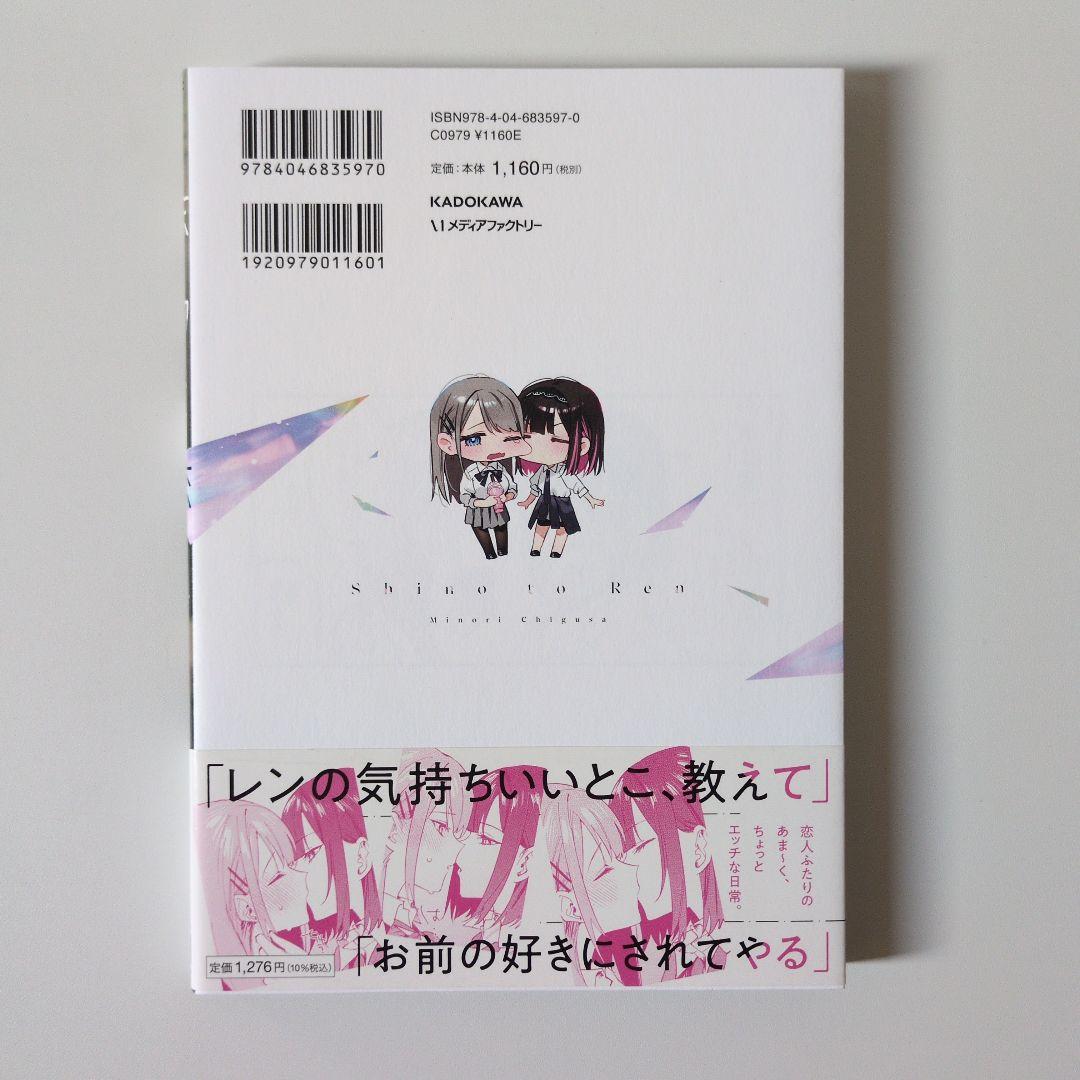 9784046835970
1920979011601
ISBN978-4-04-683597-0
C0979 ¥1160E
定価：本体 1,160円（税別）
KADOKAWA
メディアファクトリー
Shino to Ren
Minori Chigusa
「レンの気持ちいいとこ、教えて」
恋人ふたりの
あま〜く、
ちょっと
エッチな日常。
「お前の好きにされてやる」
定価1,276円（10%税込）